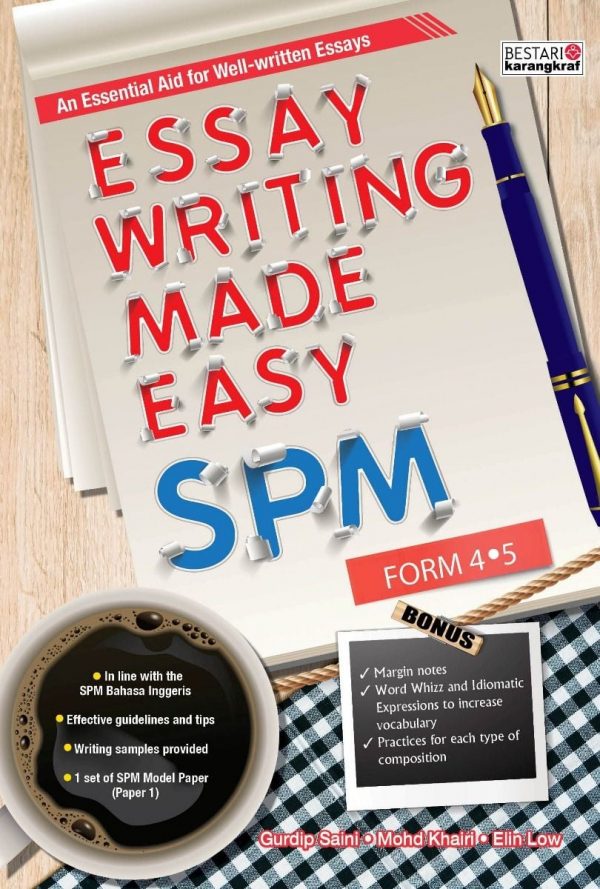 An Essential Aid for Well-written Essays
BESTARI
karangkraf
ESSAY
WRITING
MADE
EASY
SPM
FORM 4•5
BONUS
✓ Margin notes
✓ Word Whizz and Idiomatic
Expressions to increase
vocabulary
✓ Practices for each type of
composition
• In line with the
SPM Bahasa Inggeris
• Effective guidelines and tips
• Writing samples provided
• 1 set of SPM Model Paper
(Paper 1)
Gurdip Saini • Mohd Khairi • Elin Low